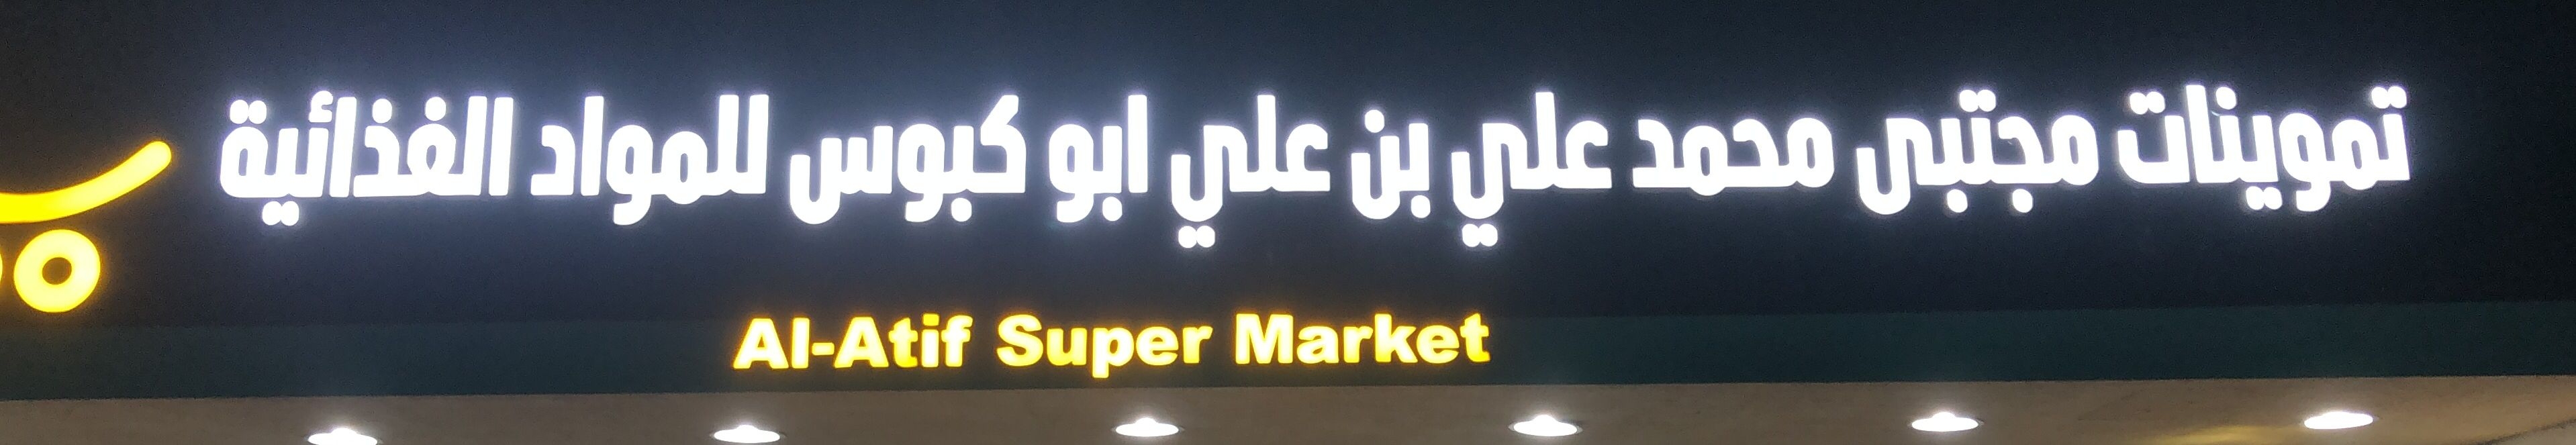 تموينات مجتبى محمد علي بن علي ابو كبوس للمواد الغذائية
Al-Atif Super Market